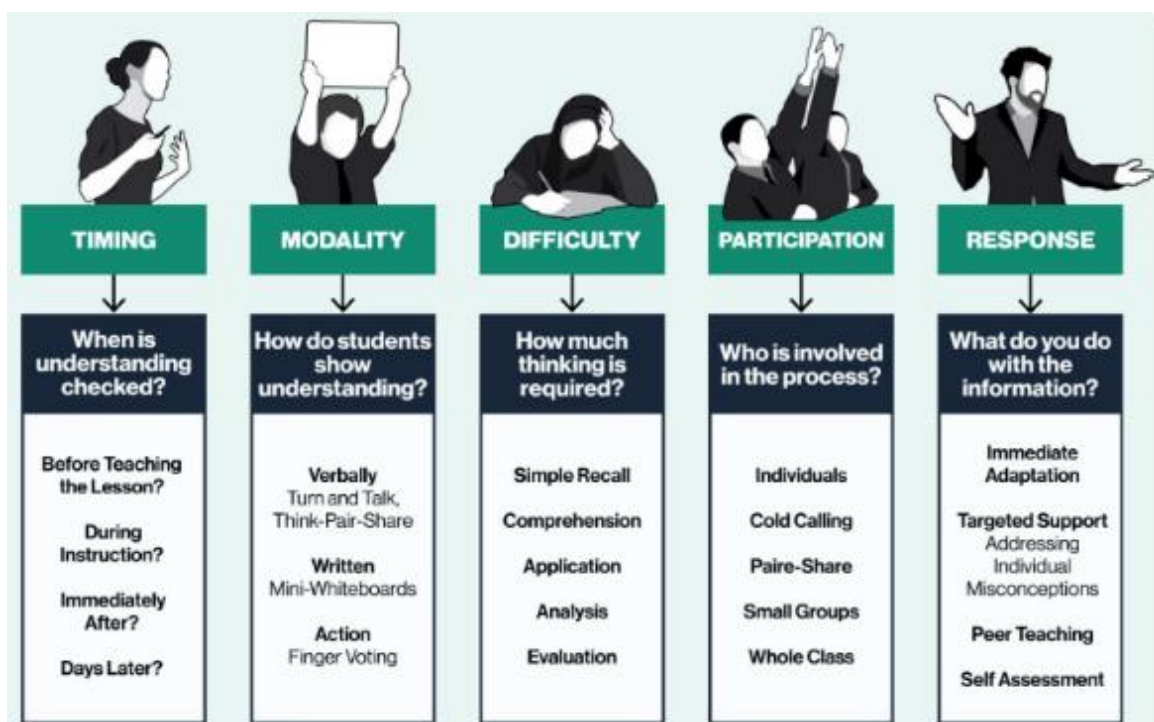 TIMING
When is
understanding
checked?
Before Teaching
the Lesson?
During
Instruction?
Immediately
After?
Days Later?
MODALITY
How do students
show
understanding?
Verbally
Turn and Talk,
Think-Pair-Share
Written
Mini-Whiteboards
Action
Finger Voting
DIFFICULTY
How much
thinking is
required?
Simple Recall
Comprehension
Application
Analysis
Evaluation
PARTICIPATION
Who is involved
in the process?
Individuals
Cold Calling
Paire-Share
Small Groups
Whole Class
RESPONSE
What do you do
with the
information?
Immediate
Adaptation
Targeted Support
Addressing
Individual
Misconceptions
Peer Teaching
Self Assessment